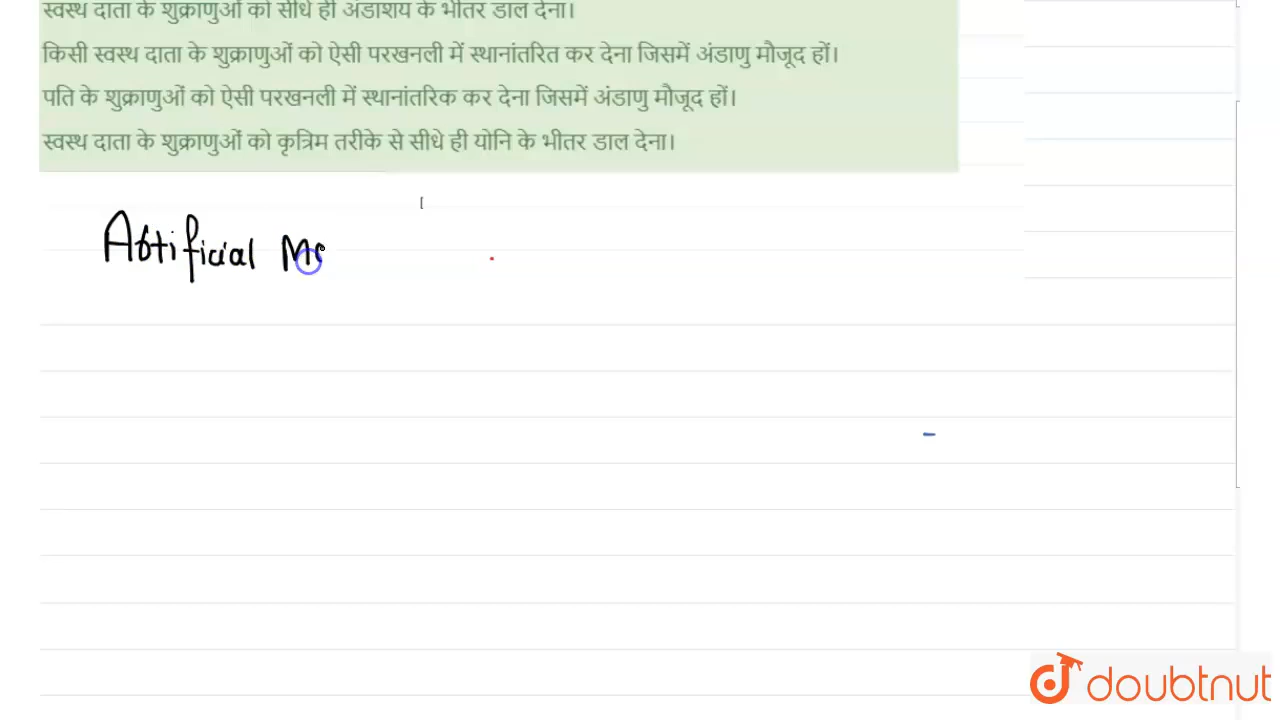 स्वस्थ दाता के शुक्राणुओं को सीधे ही अंडाशय के भीतर डाल देना।
किसी स्वस्थ दाता के शुक्राणुओं को ऐसी परखनली में स्थानांतरित कर देना जिसमें अंडाणु मौजूद हों।
पति के शुक्राणुओं को ऐसी परखनली में स्थानांतरिक कर देना जिसमें अंडाणु मौजूद हों।
स्वस्थ दाता के शुक्राणुओं को कृत्रिम तरीके से सीधे ही योनि के भीतर डाल देना।
Artificial
doubtnut